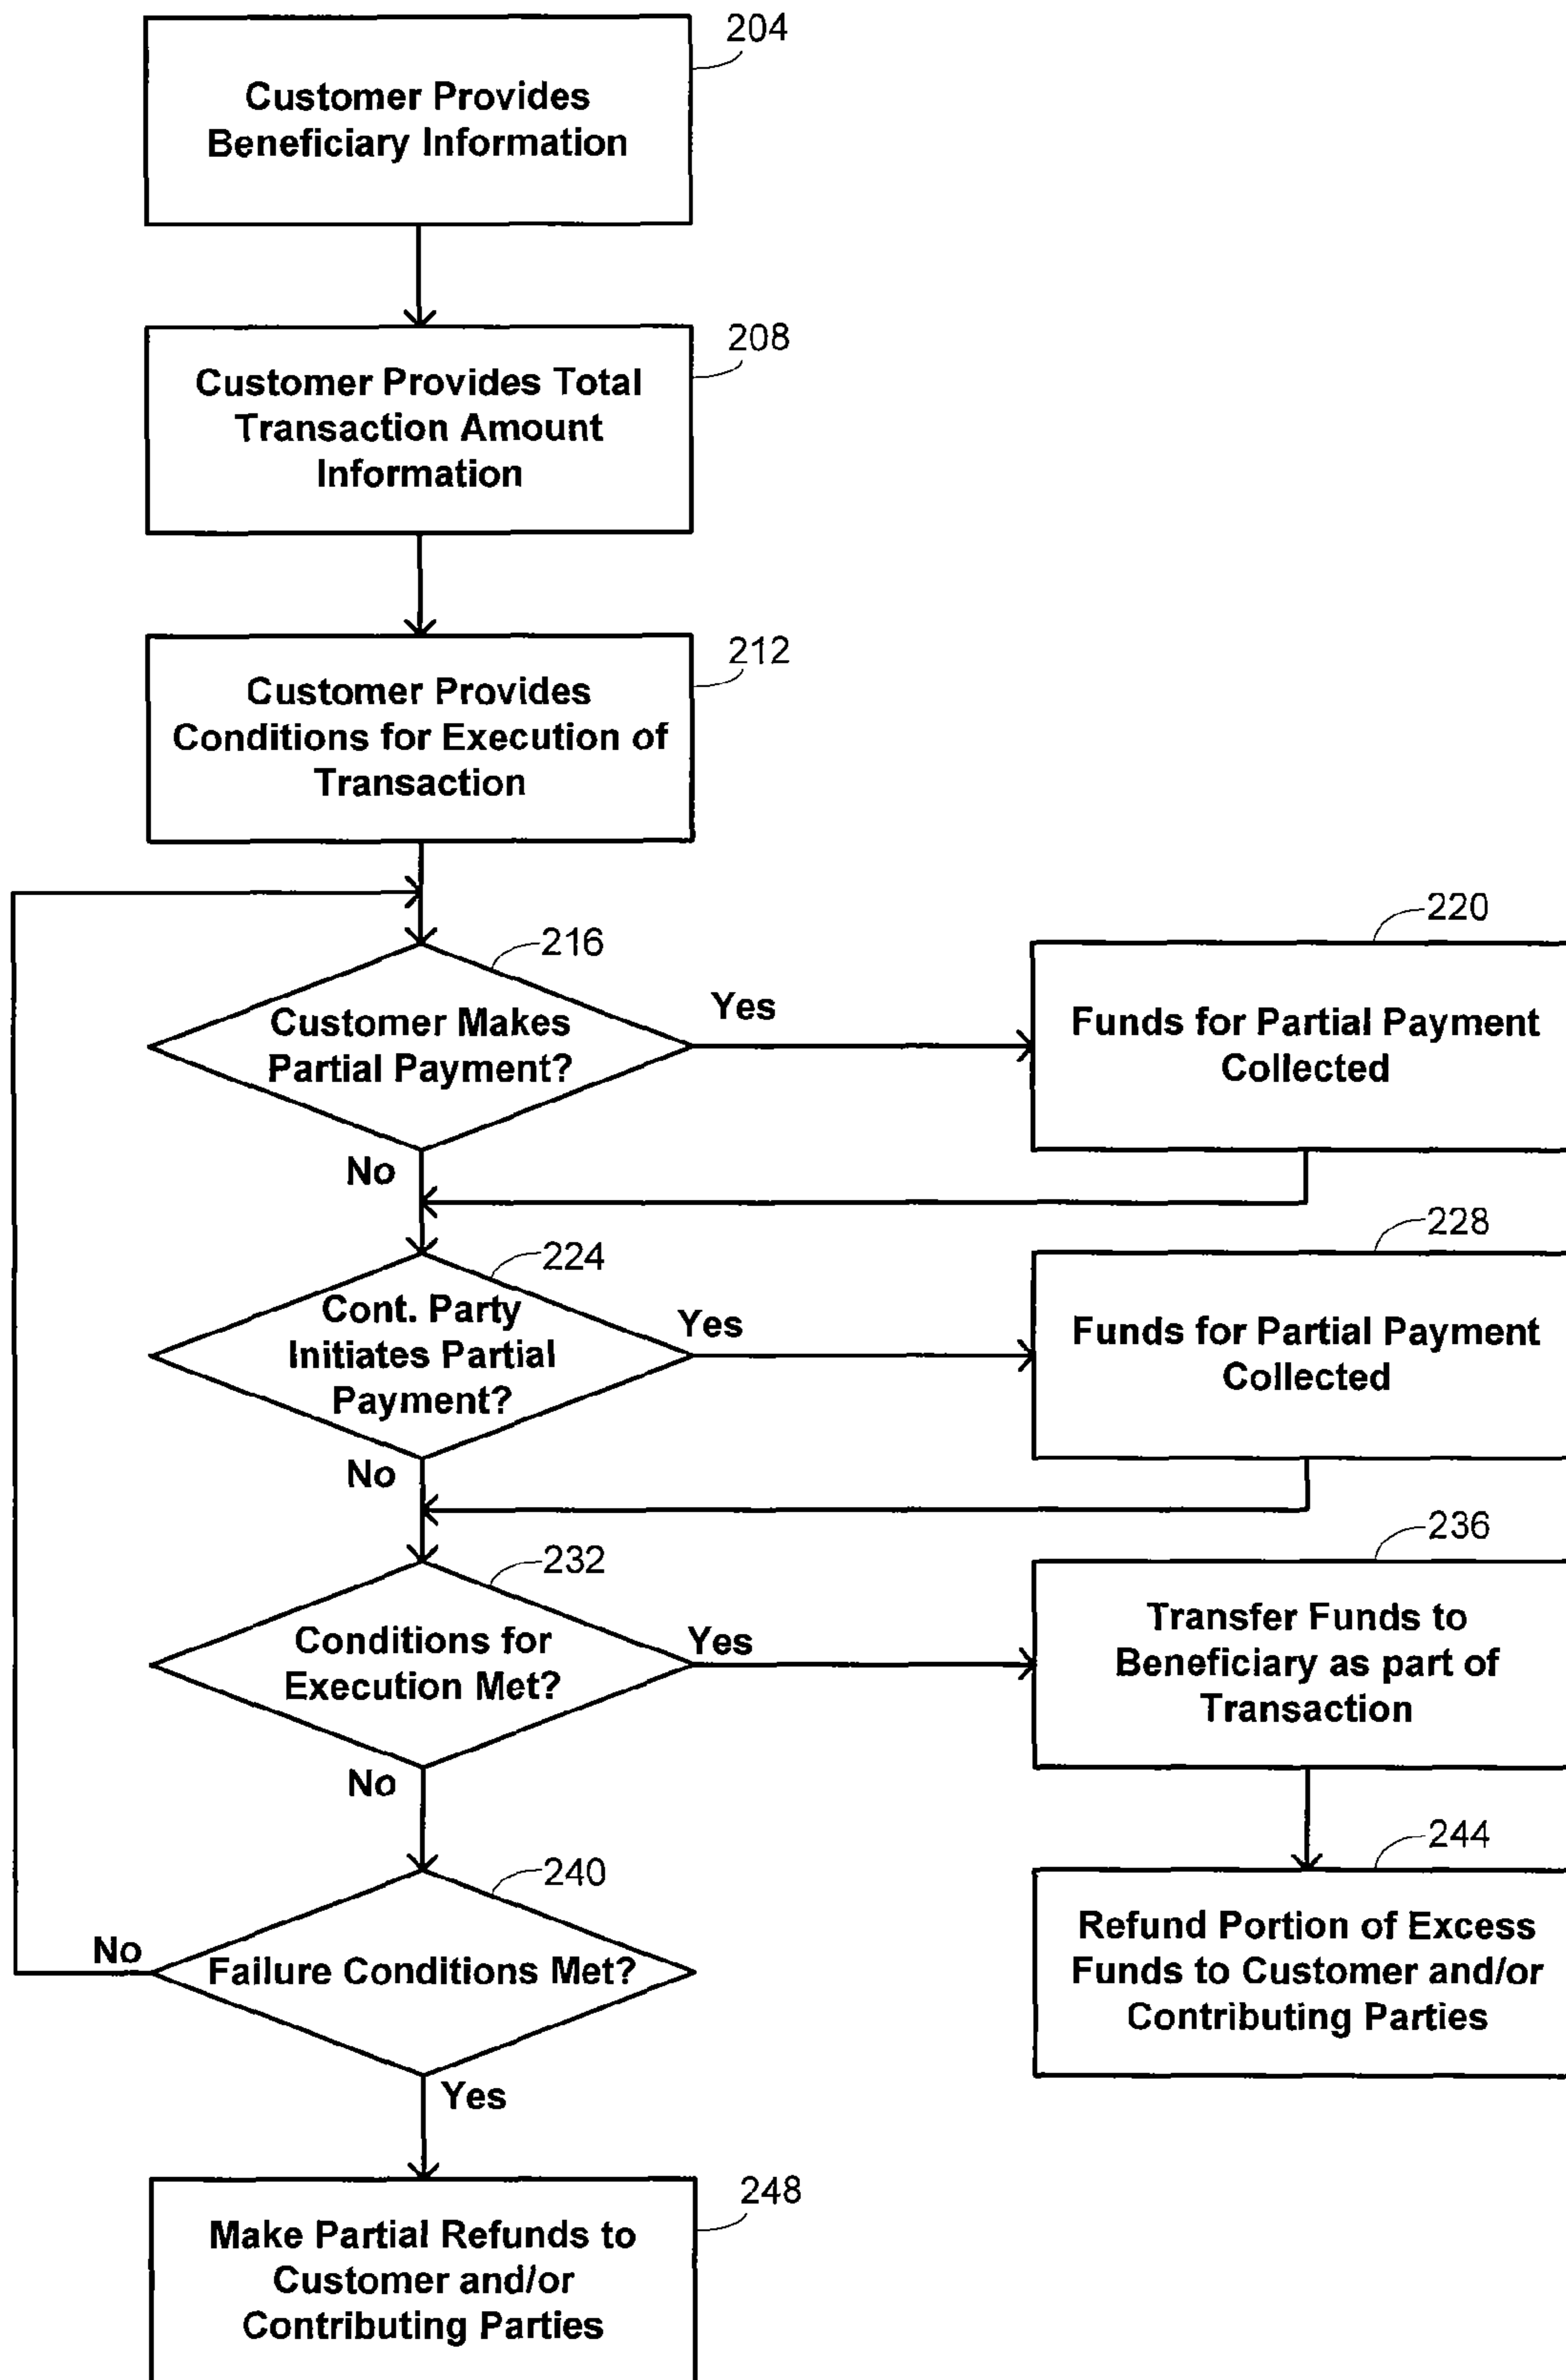 204
Customer Provides
Beneficiary Information
208
Customer Provides Total
Transaction Amount
Information
212
Customer Provides
Conditions for Execution of
Transaction
216
Customer Makes
Partial Payment?
Yes
No
220
Funds for Partial Payment
Collected
224
Cont. Party
Initiates Partial
Payment?
Yes
No
228
Funds for Partial Payment
Collected
232
Conditions for
Execution Met?
Yes
No
236
Transfer Funds to
Beneficiary as part of
Transaction
240
Failure Conditions Met?
No
Yes
244
Refund Portion of Excess
Funds to Customer and/or
Contributing Parties
248
Make Partial Refunds to
Customer and/or
Contributing Parties